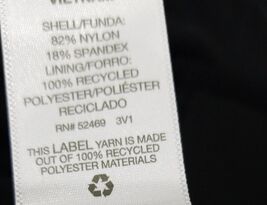 VIETNAM
SHELL/FUNDA:
82% NYLON
18% SPANDEX
LINING/FORRO:
100% RECYCLED
POLYESTER/POLIÉSTER
RECICLADO
RN# 52469 3V1
THIS LABEL YARN IS MADE
OUT OF 100% RECYCLED
POLYESTER MATERIALS